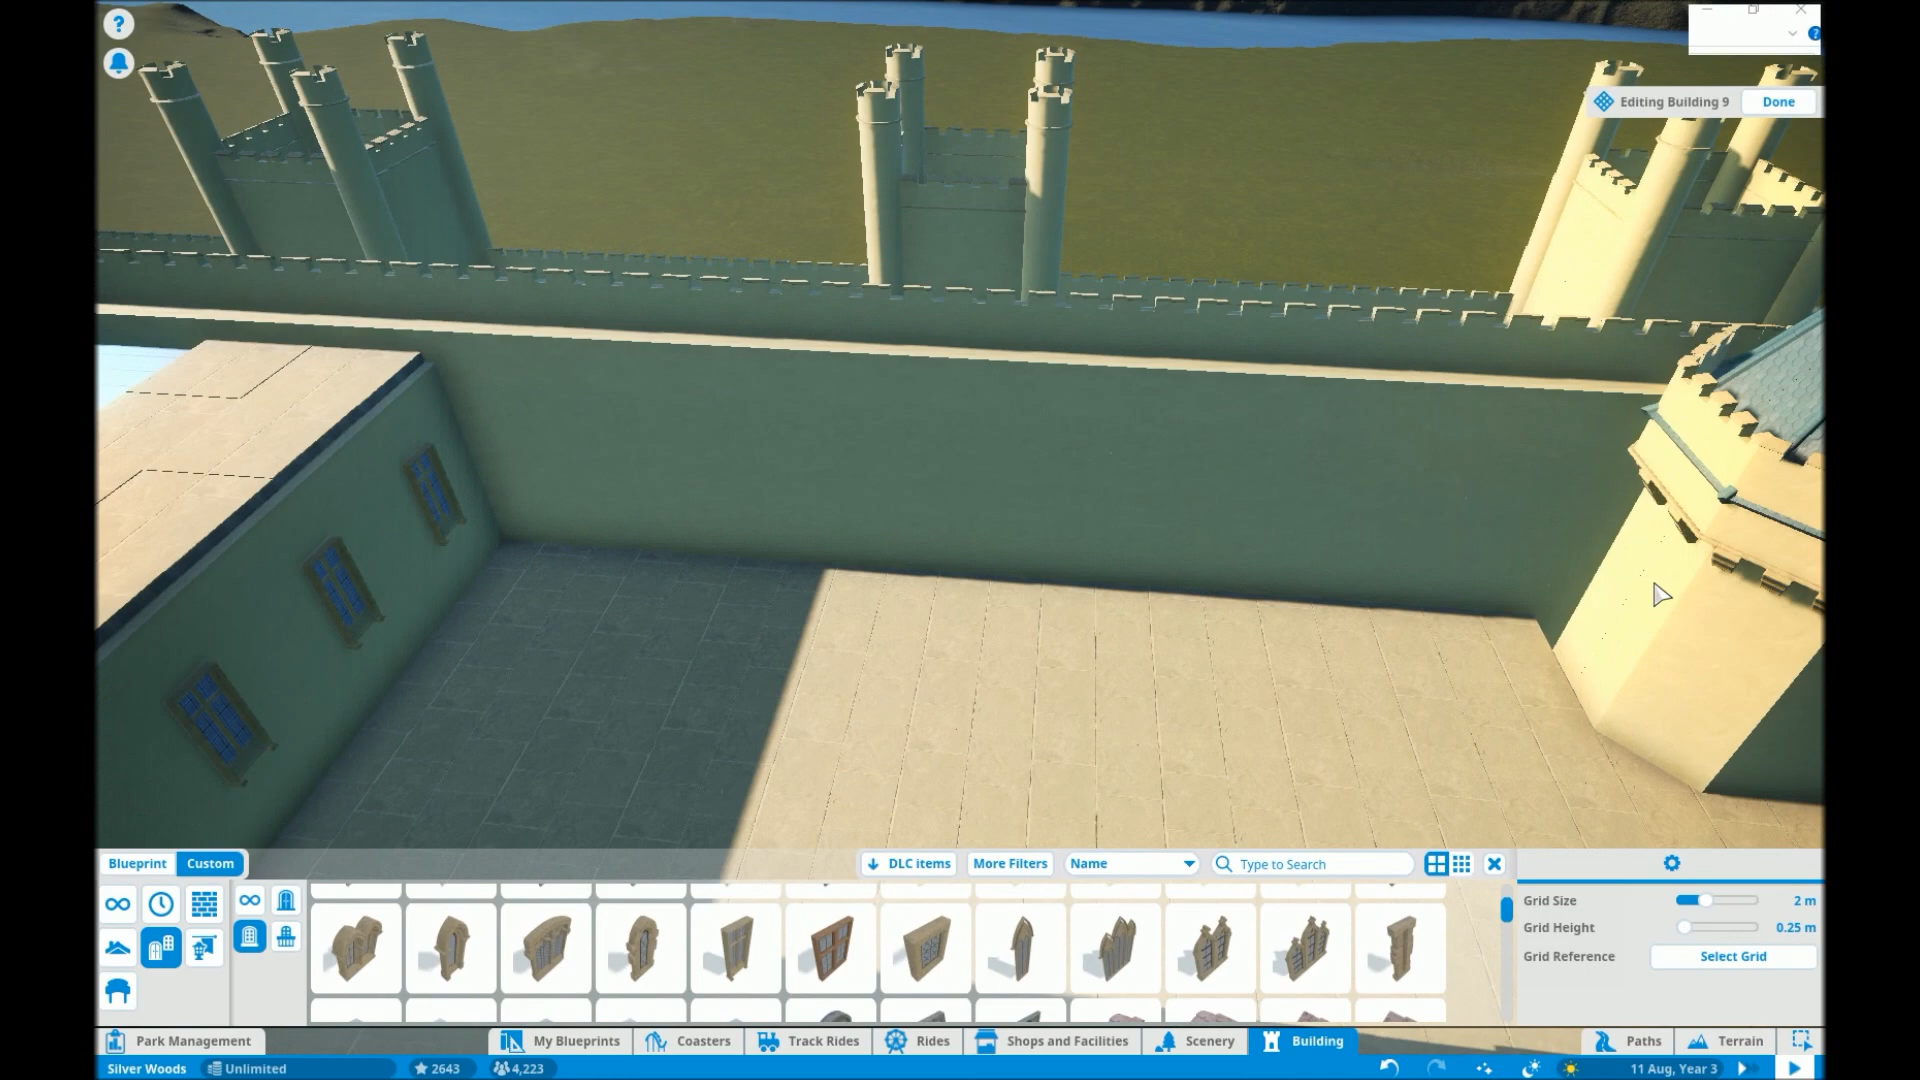 ?
?
Editing Building 9 Done
Blueprint Custom
DLC items More Filters Name Type to Search
Grid Size 2 m
Grid Height 0.25 m
Grid Reference Select Grid
Park Management My Blueprints Coasters Track Rides Rides Shops and Facilities Scenery Building Paths Terrain
Silver Woods Unlimited 2643 4,223 11 Aug, Year 3